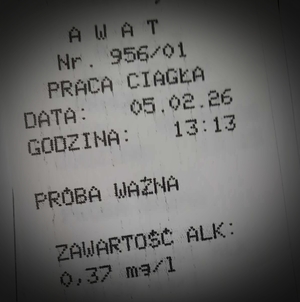 A W A T
Nr. 956/01
PRACA CIAGŁA
DATA: 05.02.26
GODZINA: 13:13
PRÓBA WAŻNA
ZAWARTOŚĆ ALK:
0,37 mg/l